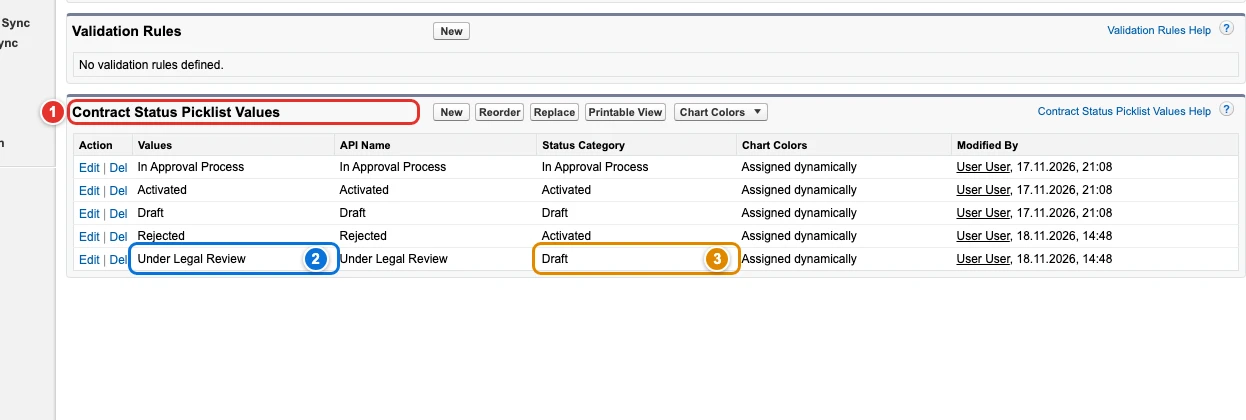 Sync
ync
n
Validation Rules New Validation Rules Help ?
No validation rules defined.
1 Contract Status Picklist Values New Reorder Replace Printable View Chart Colors ▼ Contract Status Picklist Values Help ?
Action Values API Name Status Category Chart Colors Modified By
Edit | Del In Approval Process In Approval Process In Approval Process Assigned dynamically User User, 17.11.2026, 21:08
Edit | Del Activated Activated Activated Assigned dynamically User User, 17.11.2026, 21:08
Edit | Del Draft Draft Draft Assigned dynamically User User, 17.11.2026, 21:08
Edit | Del Rejected Rejected Activated Assigned dynamically User User, 18.11.2026, 14:48
Edit | Del Under Legal Review 2 Under Legal Review Draft 3 Assigned dynamically User User, 18.11.2026, 14:48